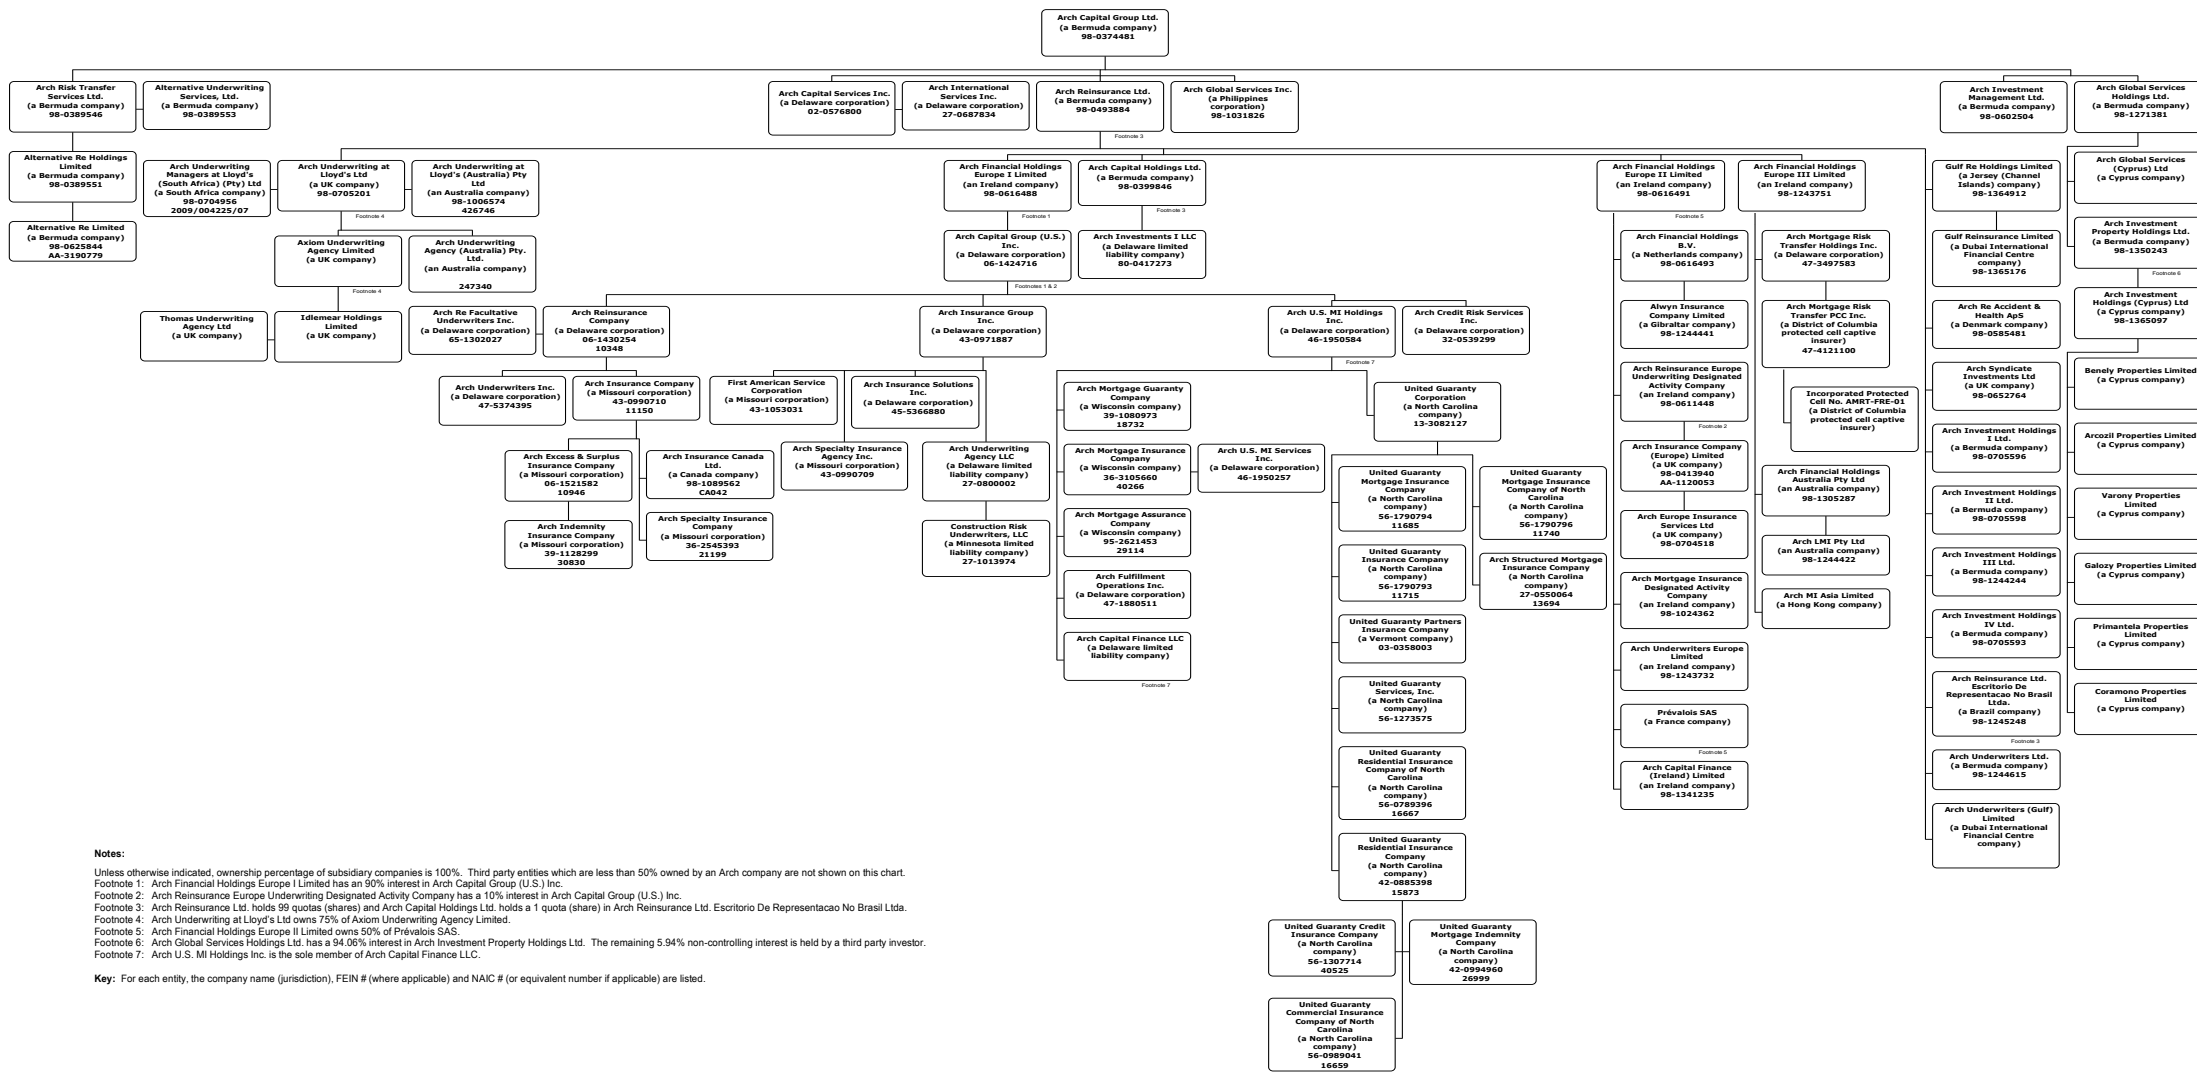 Arch Capital Group Ltd.
(a Bermuda company)
98-0374481
Arch Risk Transfer
Services Ltd.
(a Bermuda company)
98-0389546
Alternative Underwriting
Services, Ltd.
(a Bermuda company)
98-0389553
Arch Capital Services Inc.
(a Delaware corporation)
02-0576800
Arch International
Services Inc.
(a Delaware corporation)
27-0687834
Arch Reinsurance Ltd.
(a Bermuda company)
98-0493884
Footnote 3
Arch Global Services Inc.
(a Philippines
corporation)
98-1031826
Arch Investment
Management Ltd.
(a Bermuda company)
98-0602504
Arch Global Services
Holdings Ltd.
(a Bermuda company)
98-1271381
Alternative Re Holdings
Limited
(a Bermuda company)
98-0389551
Alternative Re Limited
(a Bermuda company)
98-0625844
AA-3190779
Arch Underwriting
Managers at Lloyd's
(South Africa) (Pty) Ltd
(a South Africa company)
98-0704956
2009/004225/07
Arch Underwriting at
Lloyd's Ltd
(a UK company)
98-0705201
Footnote 4
Arch Underwriting at
Lloyd's (Australia) Pty
Ltd
(an Australia company)
98-1006574
426746
Axiom Underwriting
Agency Limited
(a UK company)
Footnote 4
Arch Underwriting
Agency (Australia) Pty.
Ltd.
(an Australia company)
247340
Thomas Underwriting
Agency Ltd
(a UK company)
Idlemear Holdings
Limited
(a UK company)
Arch Financial Holdings
Europe I Limited
(an Ireland company)
98-0616488
Footnote 1
Arch Capital Holdings Ltd.
(a Bermuda company)
98-0399846
Footnote 3
Arch Capital Group (U.S.)
Inc.
(a Delaware corporation)
06-1424716
Footnotes 1 & 2
Arch Investments I LLC
(a Delaware limited
liability company)
80-0417273
Arch Re Facultative
Underwriters Inc.
(a Delaware corporation)
65-1302027
Arch Reinsurance
Company
(a Delaware corporation)
06-1430254
10348
Arch Insurance Group
Inc.
(a Delaware corporation)
43-0971887
Arch U.S. MI Holdings
Inc.
(a Delaware corporation)
46-1950584
Footnote 7
Arch Credit Risk Services
Inc.
(a Delaware corporation)
32-0539299
Arch Underwriters Inc.
(a Delaware corporation)
47-5374395
Arch Insurance Company
(a Missouri corporation)
43-0990710
11150
First American Service
Corporation
(a Missouri corporation)
43-1053031
Arch Insurance Solutions
Inc.
(a Delaware corporation)
45-5366880
Arch Excess & Surplus
Insurance Company
(a Missouri corporation)
06-1521582
10946
Arch Insurance Canada
Ltd.
(a Canada company)
98-1089562
CA042
Arch Specialty Insurance
Agency Inc.
(a Missouri corporation)
43-0990709
Arch Underwriting
Agency LLC
(a Delaware limited
liability company)
27-0800002
Arch Indemnity
Insurance Company
(a Missouri corporation)
39-1128299
30830
Arch Specialty Insurance
Company
(a Missouri corporation)
36-2545393
21199
Construction Risk
Underwriters, LLC
(a Minnesota limited
liability company)
27-1013974
Arch Mortgage Guaranty
Company
(a Wisconsin company)
39-1080973
18732
Arch Mortgage Insurance
Company
(a Wisconsin company)
36-3105660
40266
Arch U.S. MI Services
Inc.
(a Delaware corporation)
46-1950257
Arch Mortgage Assurance
Company
(a Wisconsin company)
95-2621453
29114
Arch Fulfillment
Operations Inc.
(a Delaware corporation)
47-1880511
Arch Capital Finance LLC
(a Delaware limited
liability company)
Footnote 7
United Guaranty
Corporation
(a North Carolina
company)
13-3082127
United Guaranty
Mortgage Insurance
Company
(a North Carolina
company)
56-1790794
11685
United Guaranty
Mortgage Insurance
Company of North
Carolina
(a North Carolina
company)
56-1790796
11740
United Guaranty
Insurance Company
(a North Carolina
company)
56-1790793
11715
Arch Structured Mortgage
Insurance Company
(a North Carolina
company)
27-0550064
13694
United Guaranty Partners
Insurance Company
(a Vermont company)
03-0358003
United Guaranty
Services, Inc.
(a North Carolina
company)
56-1273575
United Guaranty
Residential Insurance
Company of North
Carolina
(a North Carolina
company)
56-0789396
16667
United Guaranty
Residential Insurance
Company
(a North Carolina
company)
42-0885398
15873
United Guaranty Credit
Insurance Company
(a North Carolina
company)
56-1307714
40525
United Guaranty
Mortgage Indemnity
Company
(a North Carolina
company)
42-0994960
26999
United Guaranty
Commercial Insurance
Company of North
Carolina
(a North Carolina
company)
56-0989041
16659
Arch Financial Holdings
Europe II Limited
(an Ireland company)
98-0616491
Footnote 5
Arch Financial Holdings
Europe III Limited
(an Ireland company)
98-1243751
Arch Financial Holdings
B.V.
(a Netherlands company)
98-0616493
Alwyn Insurance
Company Limited
(a Gibraltar company)
98-1244441
Arch Reinsurance Europe
Underwriting Designated
Activity Company
(an Ireland company)
98-0611448
Footnote 2
Arch Insurance Company
(Europe) Limited
(a UK company)
98-0413940
AA-1120053
Arch Europe Insurance
Services Ltd
(a UK company)
98-0704518
Arch Mortgage Insurance
Designated Activity
Company
(an Ireland company)
98-1024362
Arch Underwriters Europe
Limited
(an Ireland company)
98-1243732
Prévalois SAS
(a France company)
Footnote 5
Arch Capital Finance
(Ireland) Limited
(an Ireland company)
98-1341235
Arch Mortgage Risk
Transfer Holdings Inc.
(a Delaware corporation)
47-3497583
Arch Mortgage Risk
Transfer PCC Inc.
(a District of Columbia
protected cell captive
insurer)
47-4121100
Incorporated Protected
Cell No. AMRT-FRE-01
(a District of Columbia
protected cell captive
insurer)
Arch Financial Holdings
Australia Pty Ltd
(an Australia company)
98-1305287
Arch LMI Pty Ltd
(an Australia company)
98-1244422
Arch MI Asia Limited
(a Hong Kong company)
Gulf Re Holdings Limited
(a Jersey (Channel
Islands) company)
98-1364912
Gulf Reinsurance Limited
(a Dubai International
Financial Centre
company)
98-1365176
Arch Re Accident &
Health ApS
(a Denmark company)
98-0585481
Arch Syndicate
Investments Ltd
(a UK company)
98-0652764
Arch Investment Holdings
I Ltd.
(a Bermuda company)
98-0705596
Arch Investment Holdings
II Ltd.
(a Bermuda company)
98-0705598
Arch Investment Holdings
III Ltd.
(a Bermuda company)
98-1244244
Arch Investment Holdings
IV Ltd.
(a Bermuda company)
98-0705593
Arch Reinsurance Ltd.
Escritorio De
Representacao No Brasil
Ltda.
(a Brazil company)
98-1245248
Footnote 3
Arch Underwriters Ltd.
(a Bermuda company)
98-1244615
Arch Underwriters (Gulf)
Limited
(a Dubai International
Financial Centre
company)
Arch Global Services
(Cyprus) Ltd
(a Cyprus company)
Arch Investment
Property Holdings Ltd.
(a Bermuda company)
98-1350243
Footnote 6
Arch Investment
Holdings (Cyprus) Ltd
(a Cyprus company)
98-1365097
Benely Properties Limited
(a Cyprus company)
Arcozil Properties Limited
(a Cyprus company)
Varony Properties
Limited
(a Cyprus company)
Galozy Properties Limited
(a Cyprus company)
Primantela Properties
Limited
(a Cyprus company)
Coramono Properties
Limited
(a Cyprus company)
Notes:
Unless otherwise indicated, ownership percentage of subsidiary companies is 100%. Third party entities which are less than 50% owned by an Arch company are not shown on this chart.
Footnote 1: Arch Financial Holdings Europe I Limited has an 90% interest in Arch Capital Group (U.S.) Inc.
Footnote 2: Arch Reinsurance Europe Underwriting Designated Activity Company has a 10% interest in Arch Capital Group (U.S.) Inc.
Footnote 3: Arch Reinsurance Ltd. holds 99 quotas (shares) and Arch Capital Holdings Ltd. holds a 1 quota (share) in Arch Reinsurance Ltd. Escritorio De Representacao No Brasil Ltda.
Footnote 4: Arch Underwriting at Lloyd's Ltd owns 75% of Axiom Underwriting Agency Limited.
Footnote 5: Arch Financial Holdings Europe II Limited owns 50% of Prévalois SAS.
Footnote 6: Arch Global Services Holdings Ltd. has a 94.06% interest in Arch Investment Property Holdings Ltd. The remaining 5.94% non-controlling interest is held by a third party investor.
Footnote 7: Arch U.S. MI Holdings Inc. is the sole member of Arch Capital Finance LLC.
Key: For each entity, the company name (jurisdiction), FEIN # (where applicable) and NAIC # (or equivalent number if applicable) are listed.